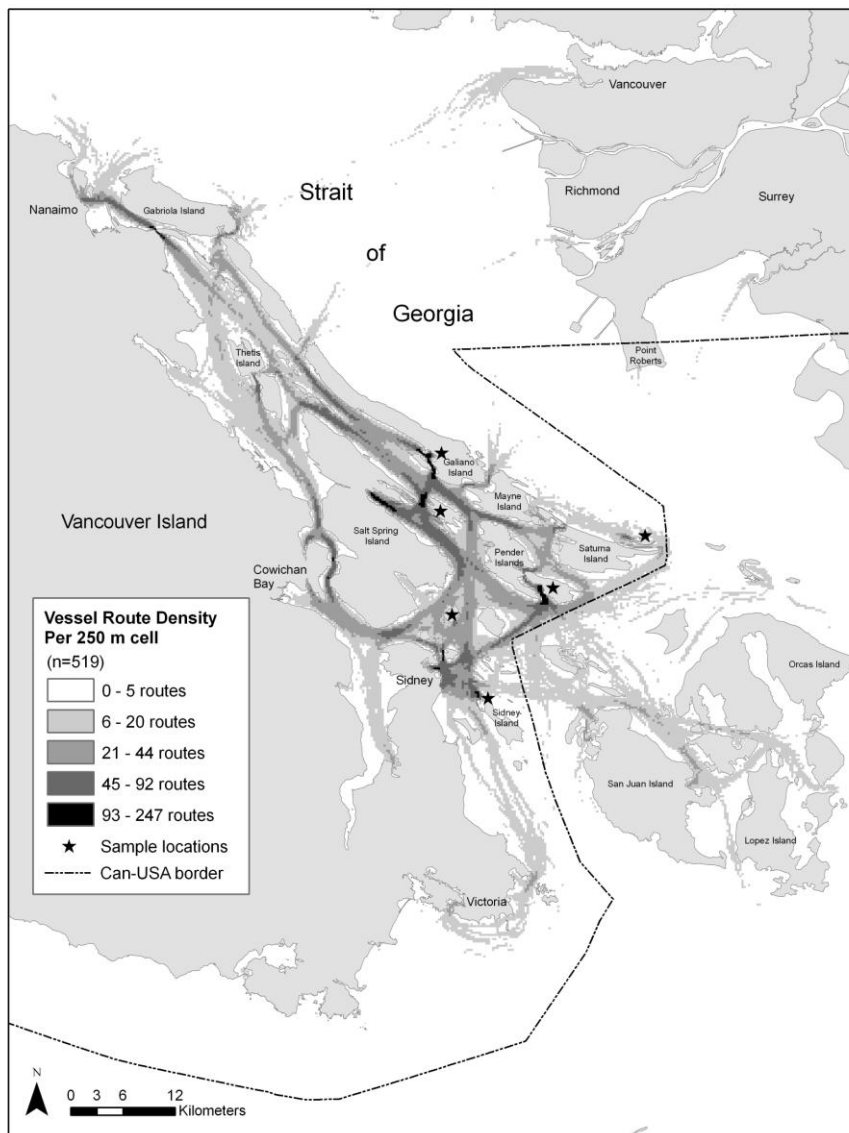 Vancouver
Strait
Richmond
Surrey
Nanaimo
Gabriola Island
of
Georgia
Thetis
Island
Point
Roberts
Galiano
Island
Mayne
Island
Vancouver Island
Salt Spring
Island
Pender
Islands
Saturna
Island
Cowichan
Bay
Vessel Route Density
Per 250 m cell
(n=519)
0 - 5 routes
6 - 20 routes
21 - 44 routes
45 - 92 routes
93 - 247 routes
Sample locations
Can-USA border
Sidney
Sidney
Island
Orcas Island
San Juan Island
Lopez Island
Victoria
N
0 3 6 12
Kilometers